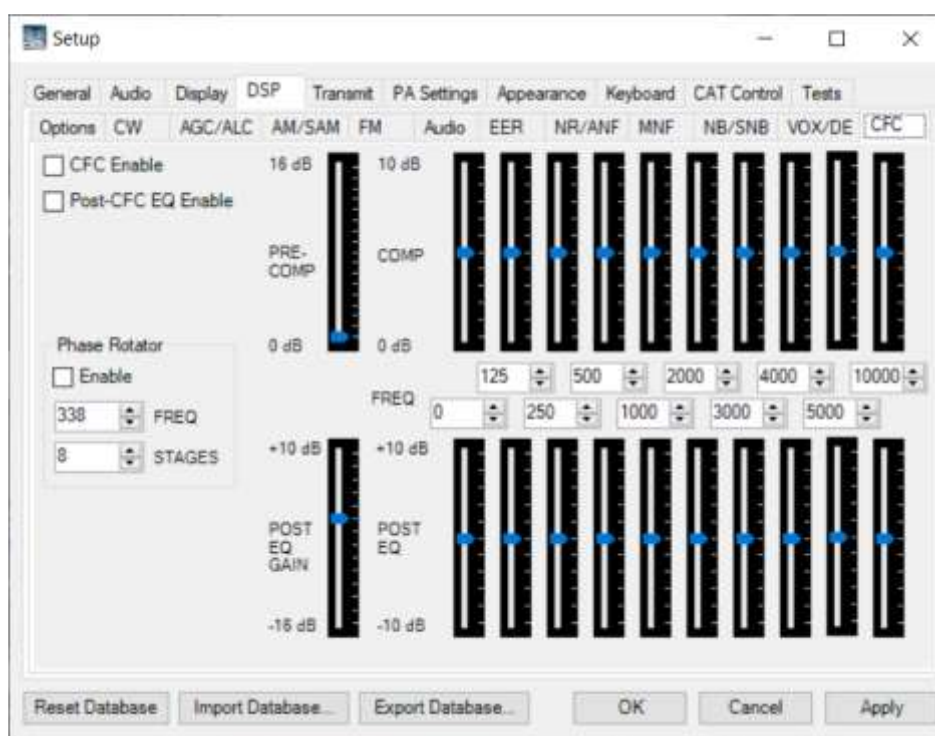 Setup
General Audio Display DSP Transmit PA Settings Appearance Keyboard CAT Control Tests
Options CW AGC/ALC AM/SAM FM Audio EER NR/ANF MNF NB/SNB VOX/DE CFC
CFC Enable
Post-CFC EQ Enable
16 dB
10 dB
PRE-
COMP
COMP
0 dB
0 dB
Phase Rotator
Enable
338 FREQ
8 STAGES
FREQ
125 500 2000 4000 10000
0 250 1000 3000 5000
+10 dB
+10 dB
POST
EQ
GAIN
POST
EQ
-16 dB
-10 dB
Reset Database Import Database... Export Database... OK Cancel Apply